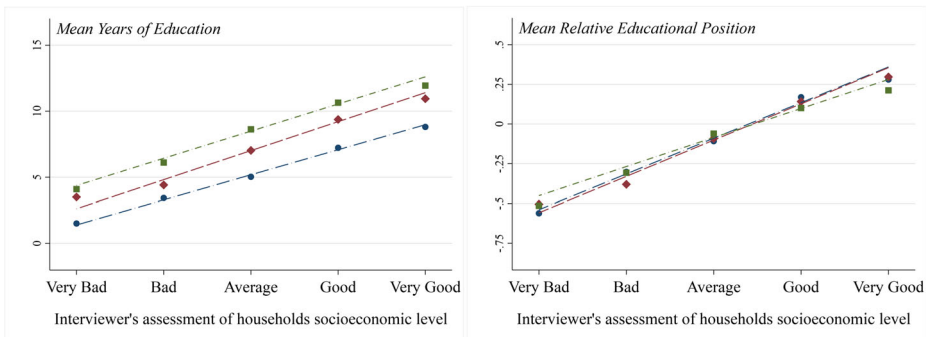 Mean Years of Education
15
10
5
0
Very Bad Bad Average Good Very Good
Interviewer's assessment of households socioeconomic level
Mean Relative Educational Position
.5
.25
0
-.25
-.5
-.75
Very Bad Bad Average Good Very Good
Interviewer's assessment of households socioeconomic level